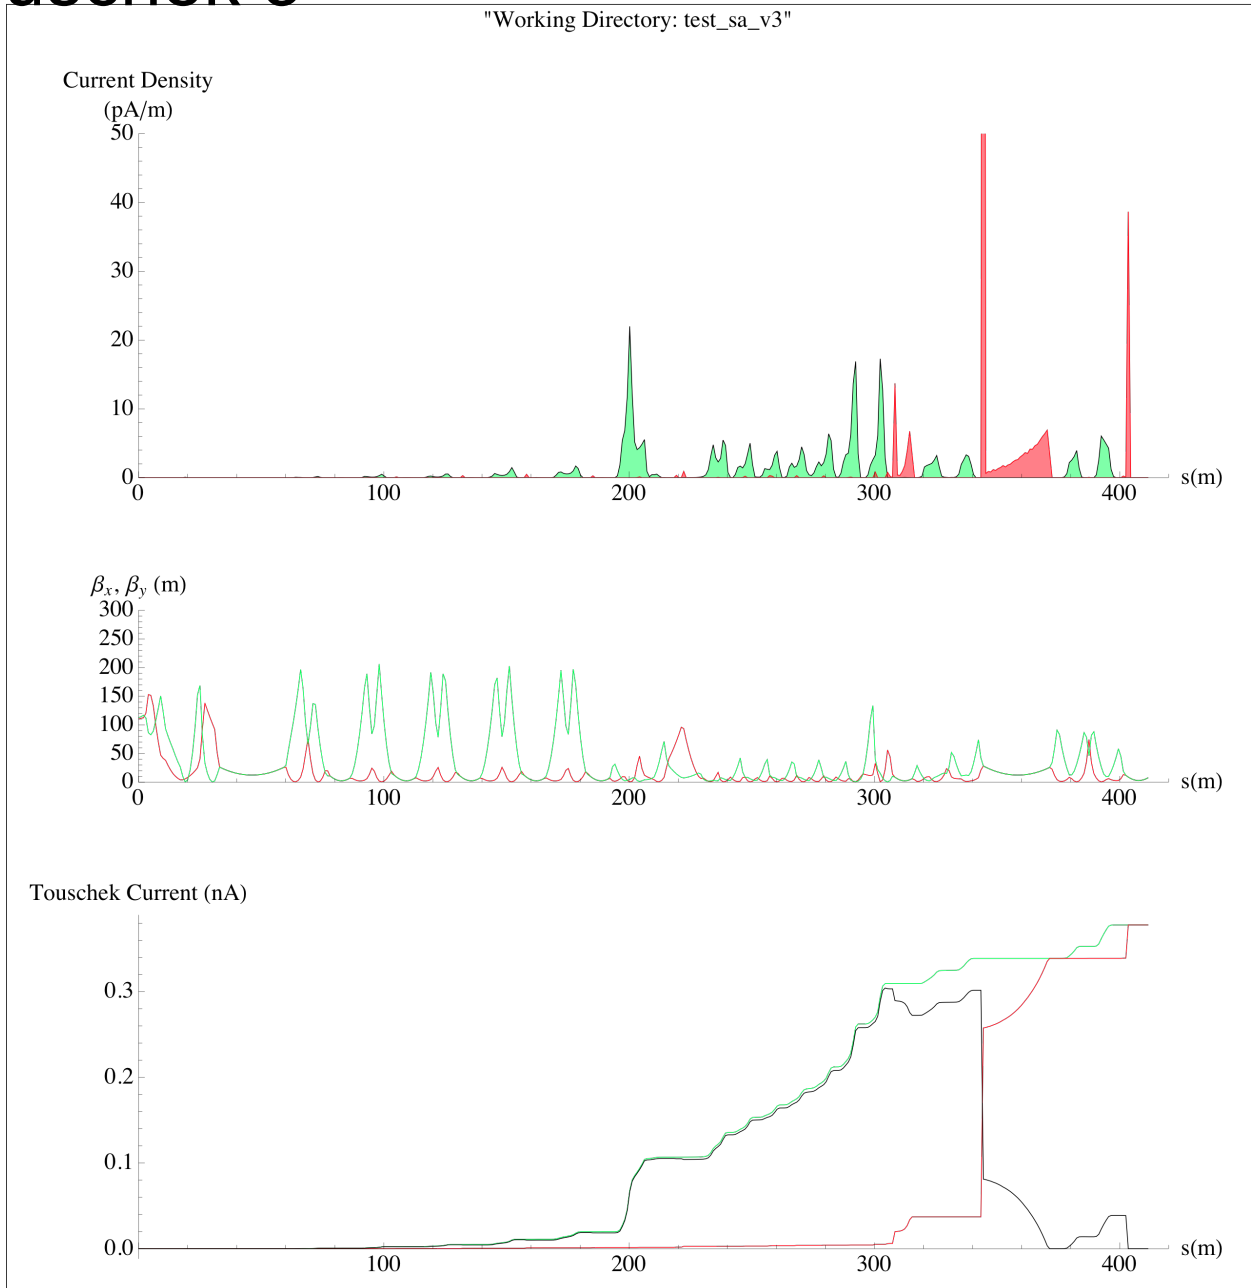 "Working Directory: test_sa_v3"
Current Density
(pA/m)
50
40
30
20
10
0
0 100 200 300 400 s(m)
βx, βy (m)
300
250
200
150
100
50
0
0 100 200 300 400 s(m)
Touschek Current (nA)
0.3
0.2
0.1
0.0
0 100 200 300 400 s(m)